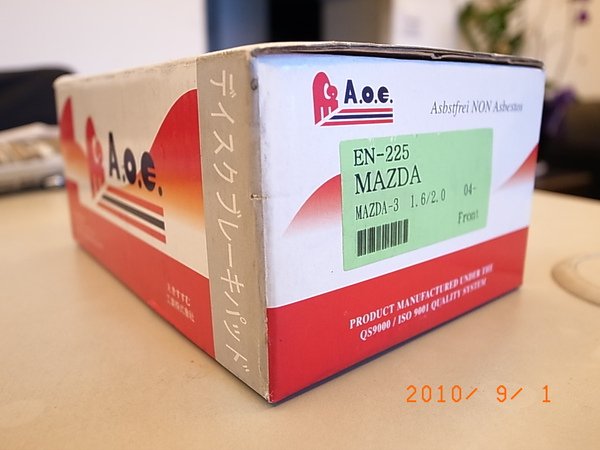 A.o.e.
Asbstfrei NON Asbestos
EN-225
MAZDA
MAZDA-3 1.6/2.0 04-
Front
PRODUCT MANUFACTURED UNDER THE
QS9000 / ISO 9001 QUALITY SYSTEM
ディスクブレーキパッド
A.o.e.
2010/ 9/ 1